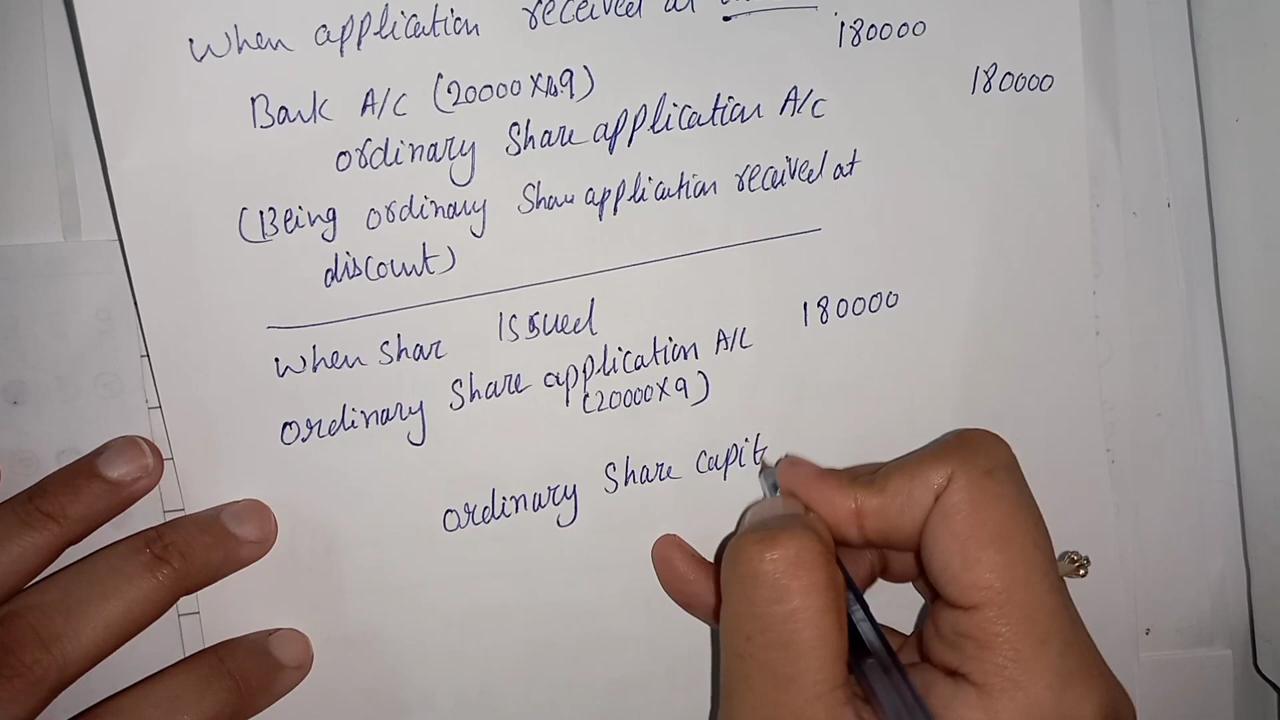 When application received at
180000
Bank A/C (20000X9)
180000
ordinary Share application A/c
(Being ordinary Share application received at
discount)
When Shar Issued
180000
ordinary Share application A/C
(20000X9)
ordinary Share Capit